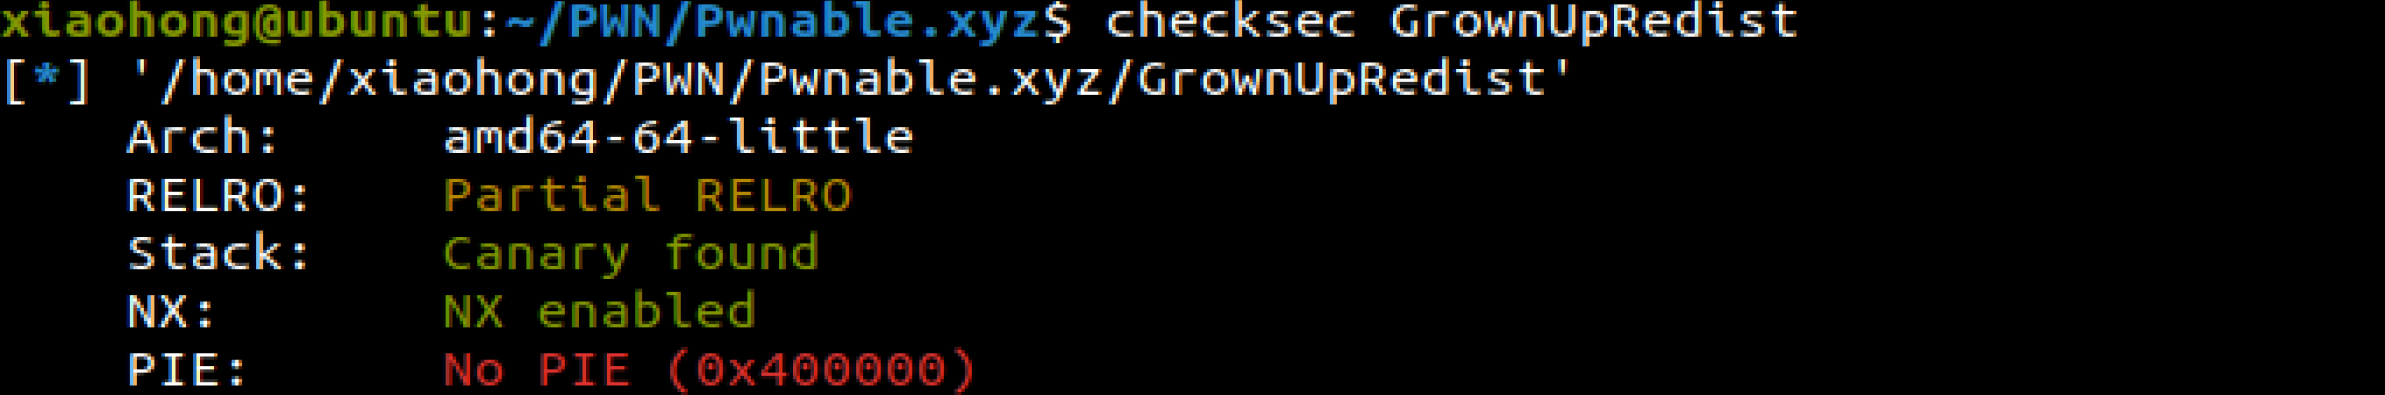 xiaohong@ubuntu:~/PWN/Pwnable.xyz$ checksec GrownUpRedist
[*] '/home/xiaohong/PWN/Pwnable.xyz/GrownUpRedist'
    Arch:     amd64-64-little
    RELRO:    Partial RELRO
    Stack:    Canary found
    NX:       NX enabled
    PIE:      No PIE (0x400000)